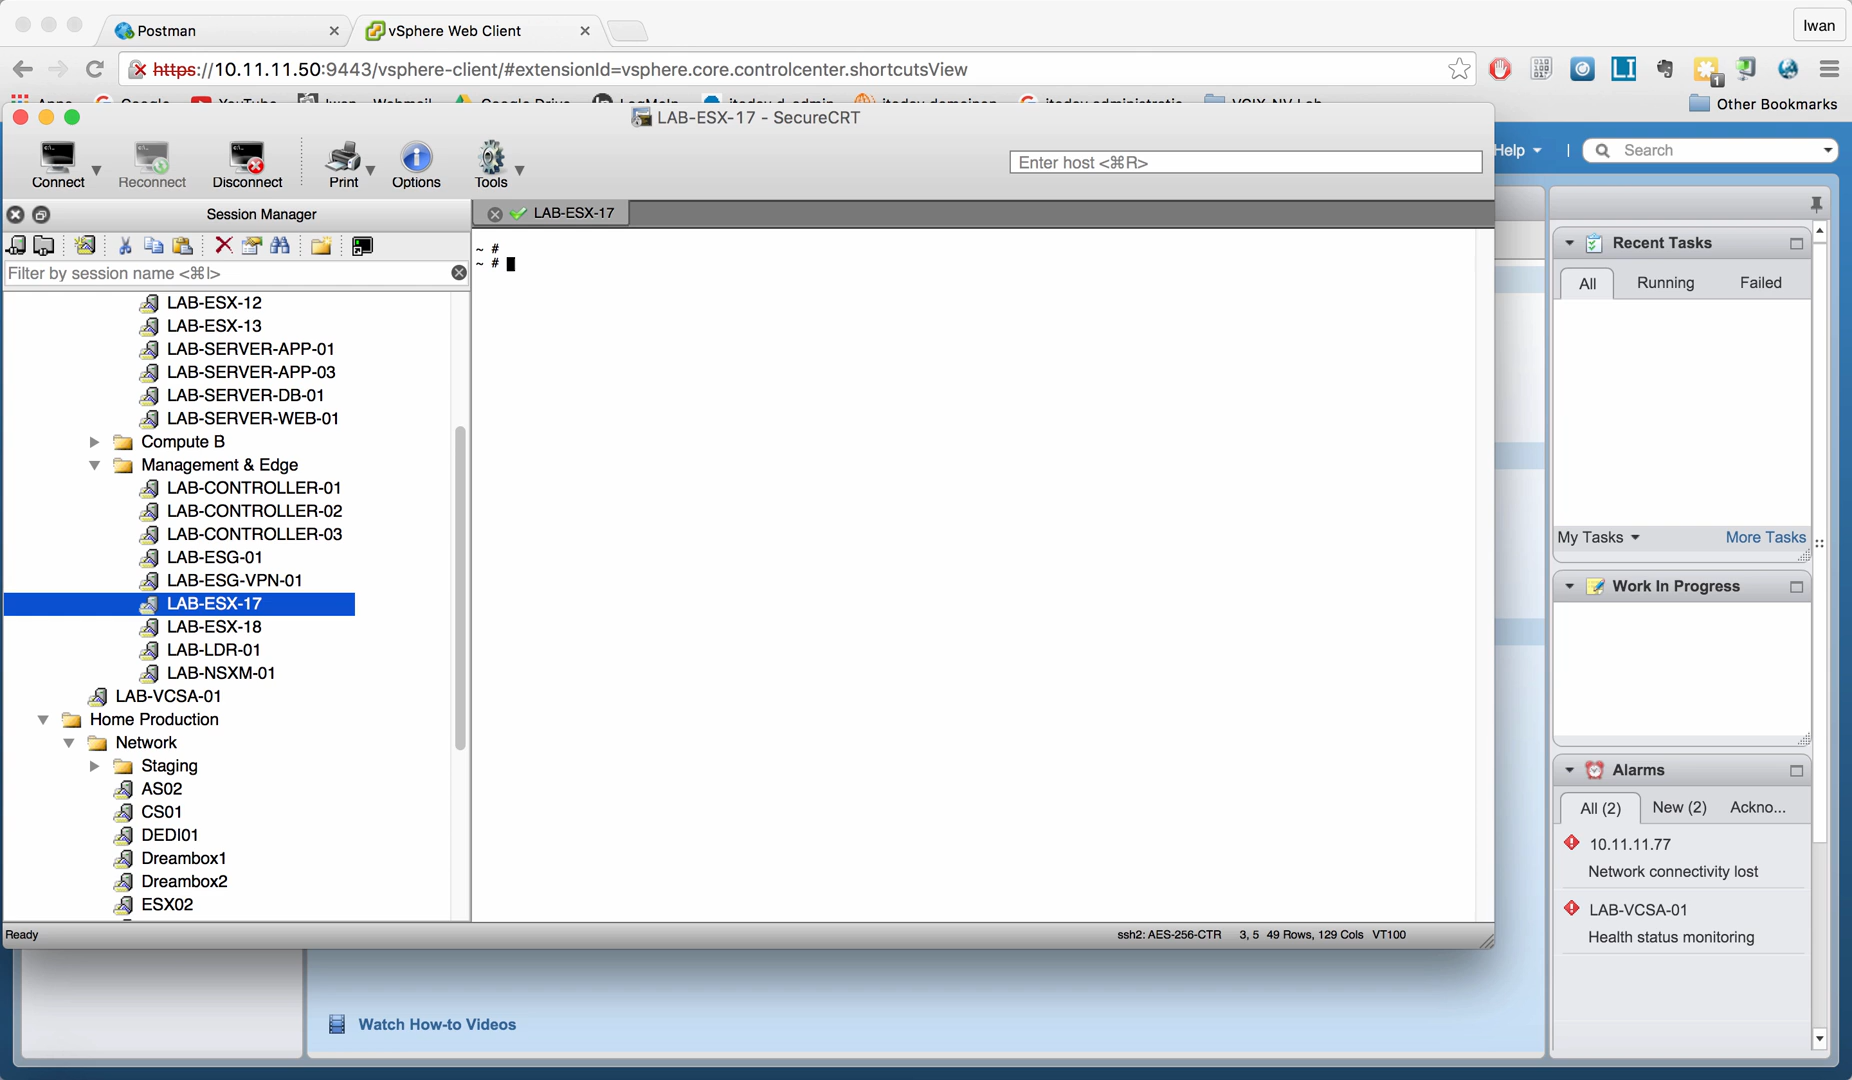 Postman
vSphere Web Client
Iwan
https://10.11.11.50:9443/vsphere-client/#extensionId=vsphere.core.controlcenter.shortcutsView
LI
1
Other Bookmarks
LAB-ESX-17 - SecureCRT
Help
Search
Connect
Reconnect
Disconnect
Print
Options
Tools
Enter host <⌘R>
Session Manager
LAB-ESX-17
Filter by session name <⌘I>
~ #
~ #
LAB-ESX-12
LAB-ESX-13
LAB-SERVER-APP-01
LAB-SERVER-APP-03
LAB-SERVER-DB-01
LAB-SERVER-WEB-01
Compute B
Management & Edge
LAB-CONTROLLER-01
LAB-CONTROLLER-02
LAB-CONTROLLER-03
LAB-ESG-01
LAB-ESG-VPN-01
LAB-ESX-17
LAB-ESX-18
LAB-LDR-01
LAB-NSXM-01
LAB-VCSA-01
Home Production
Network
Staging
AS02
CS01
DEDI01
Dreambox1
Dreambox2
ESX02
Ready
ssh2: AES-256-CTR 3, 5 49 Rows, 129 Cols VT100
Recent Tasks
All Running Failed
My Tasks More Tasks
Work In Progress
Alarms
All (2) New (2) Ackno...
10.11.11.77
Network connectivity lost
LAB-VCSA-01
Health status monitoring
Watch How-to Videos